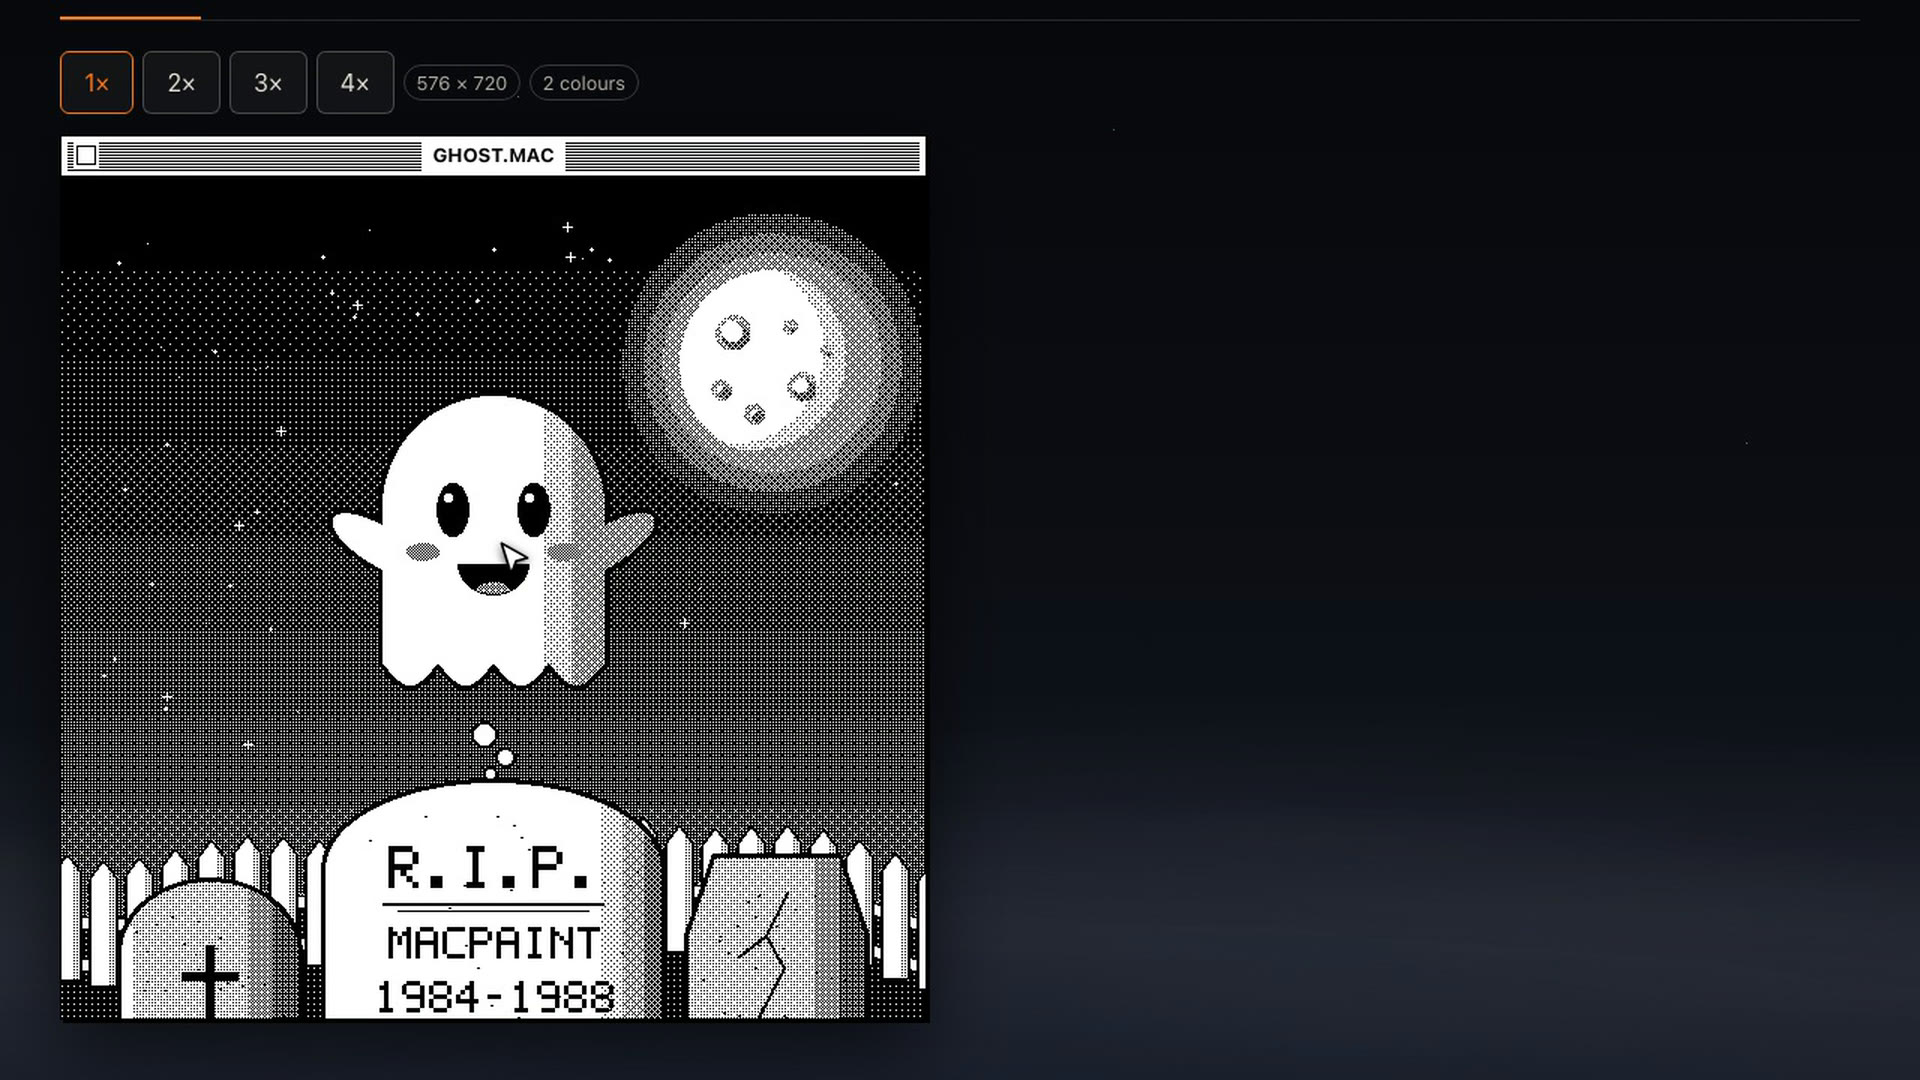 1× 2× 3× 4× 576 × 720 2 colours
GHOST.MAC
R.I.P.
MACPAINT
1984-1988